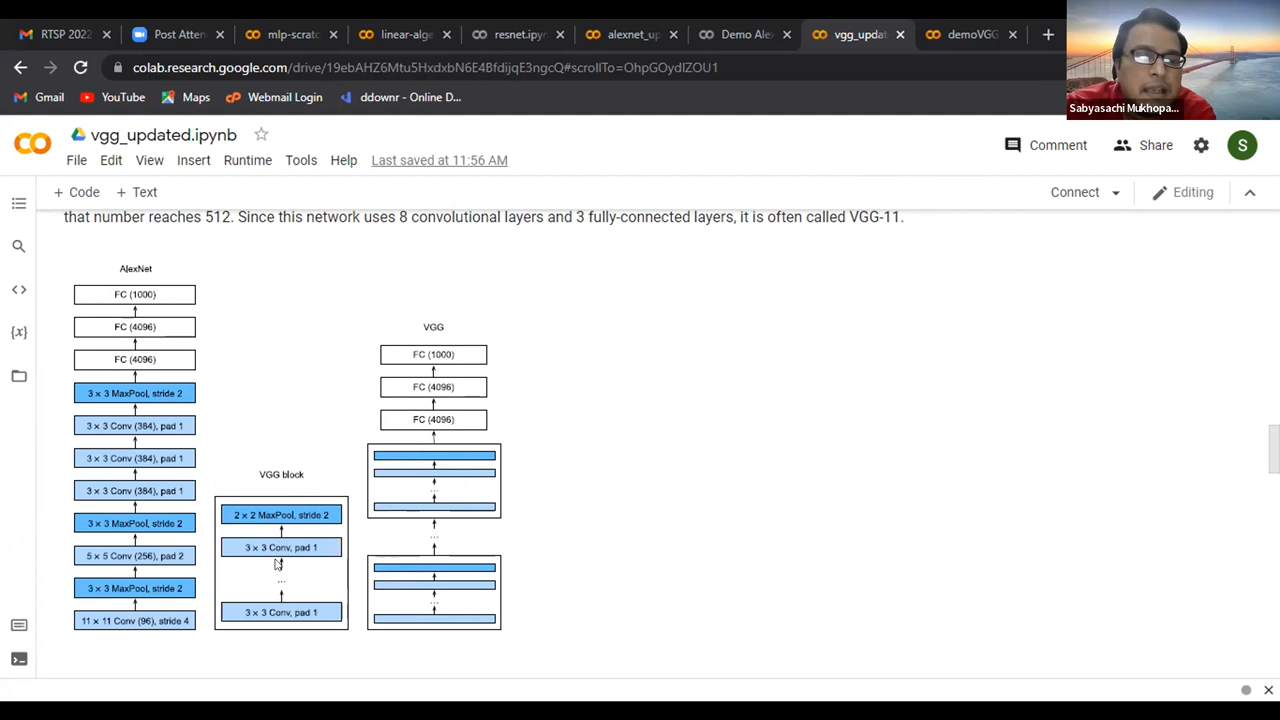 RTSP 2022
Post Atten
mlp-scratc
linear-alge
resnet.ipyr
alexnet_up
Demo Ale
vgg_updat
demoVGG
colab.research.google.com/drive/19ebAHZ6MtuSHxdxbN6E4BfdijqE3ngcQ#scrollTo=OhpGOydIZOU1
Gmail
YouTube
Maps
Webmail Login
ddownr - Online D...
Sabyasachi Mukhopa...
vgg_updated.ipynb
File Edit View Insert Runtime Tools Help Last saved at 11:56 AM
Comment
Share
S
+ Code + Text
Connect
Editing
that number reaches 512. Since this network uses 8 convolutional layers and 3 fully-connected layers, it is often called VGG-11.
AlexNet
FC (1000)
FC (4096)
FC (4096)
3 × 3 MaxPool, stride 2
3 × 3 Conv (384), pad 1
3 × 3 Conv (384), pad 1
3 × 3 Conv (384), pad 1
3 × 3 MaxPool, stride 2
5 × 5 Conv (256), pad 2
3 × 3 MaxPool, stride 2
11 × 11 Conv (96), stride 4
VGG block
2 × 2 MaxPool, stride 2
3 × 3 Conv, pad 1
...
3 × 3 Conv, pad 1
VGG
FC (1000)
FC (4096)
FC (4096)
...
...
...
{x}